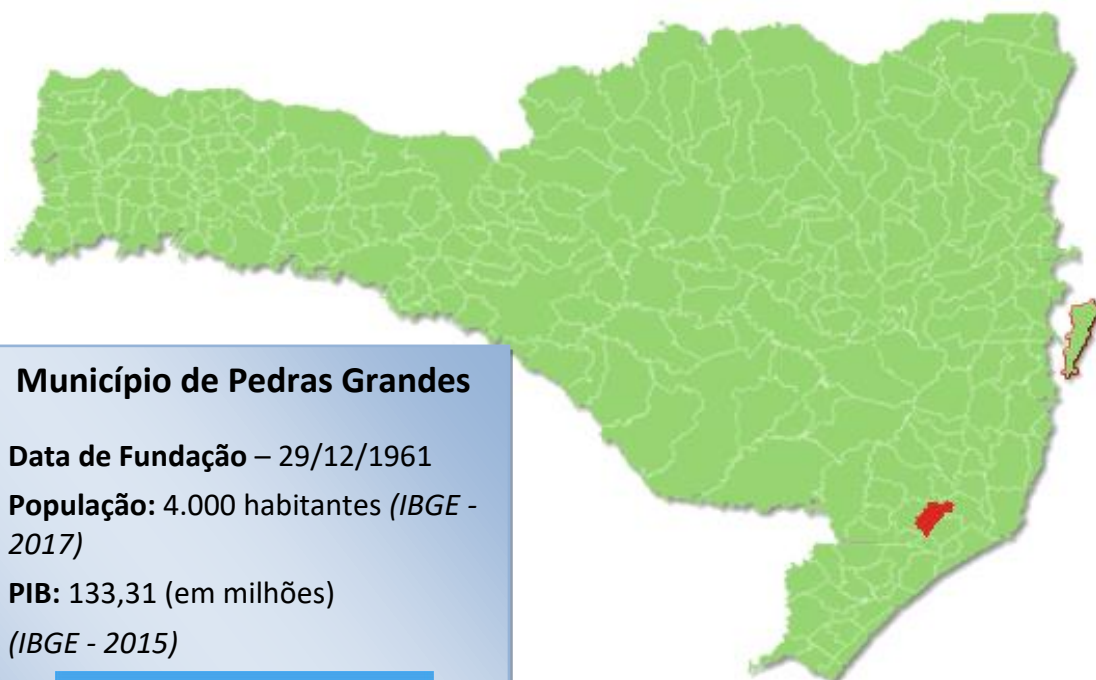 Município de Pedras Grandes
Data de Fundação – 29/12/1961
População: 4.000 habitantes (IBGE -
2017)
PIB: 133,31 (em milhões)
(IBGE - 2015)